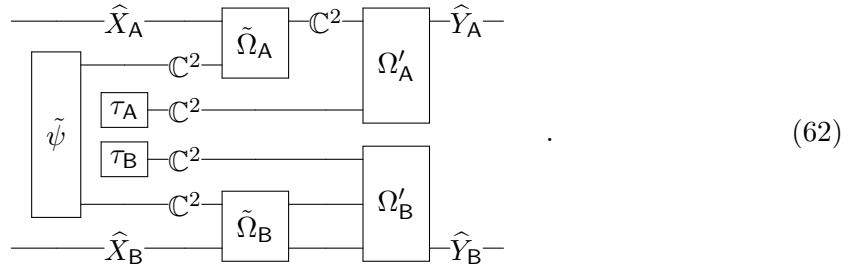 X̂_A Ω̃_A ℂ² Ŷ_A
ℂ² Ω′_A
ψ̃ τ_A ℂ²
. (62)
τ_B ℂ²
ℂ² Ω̃_B Ω′_B
X̂_B Ŷ_B